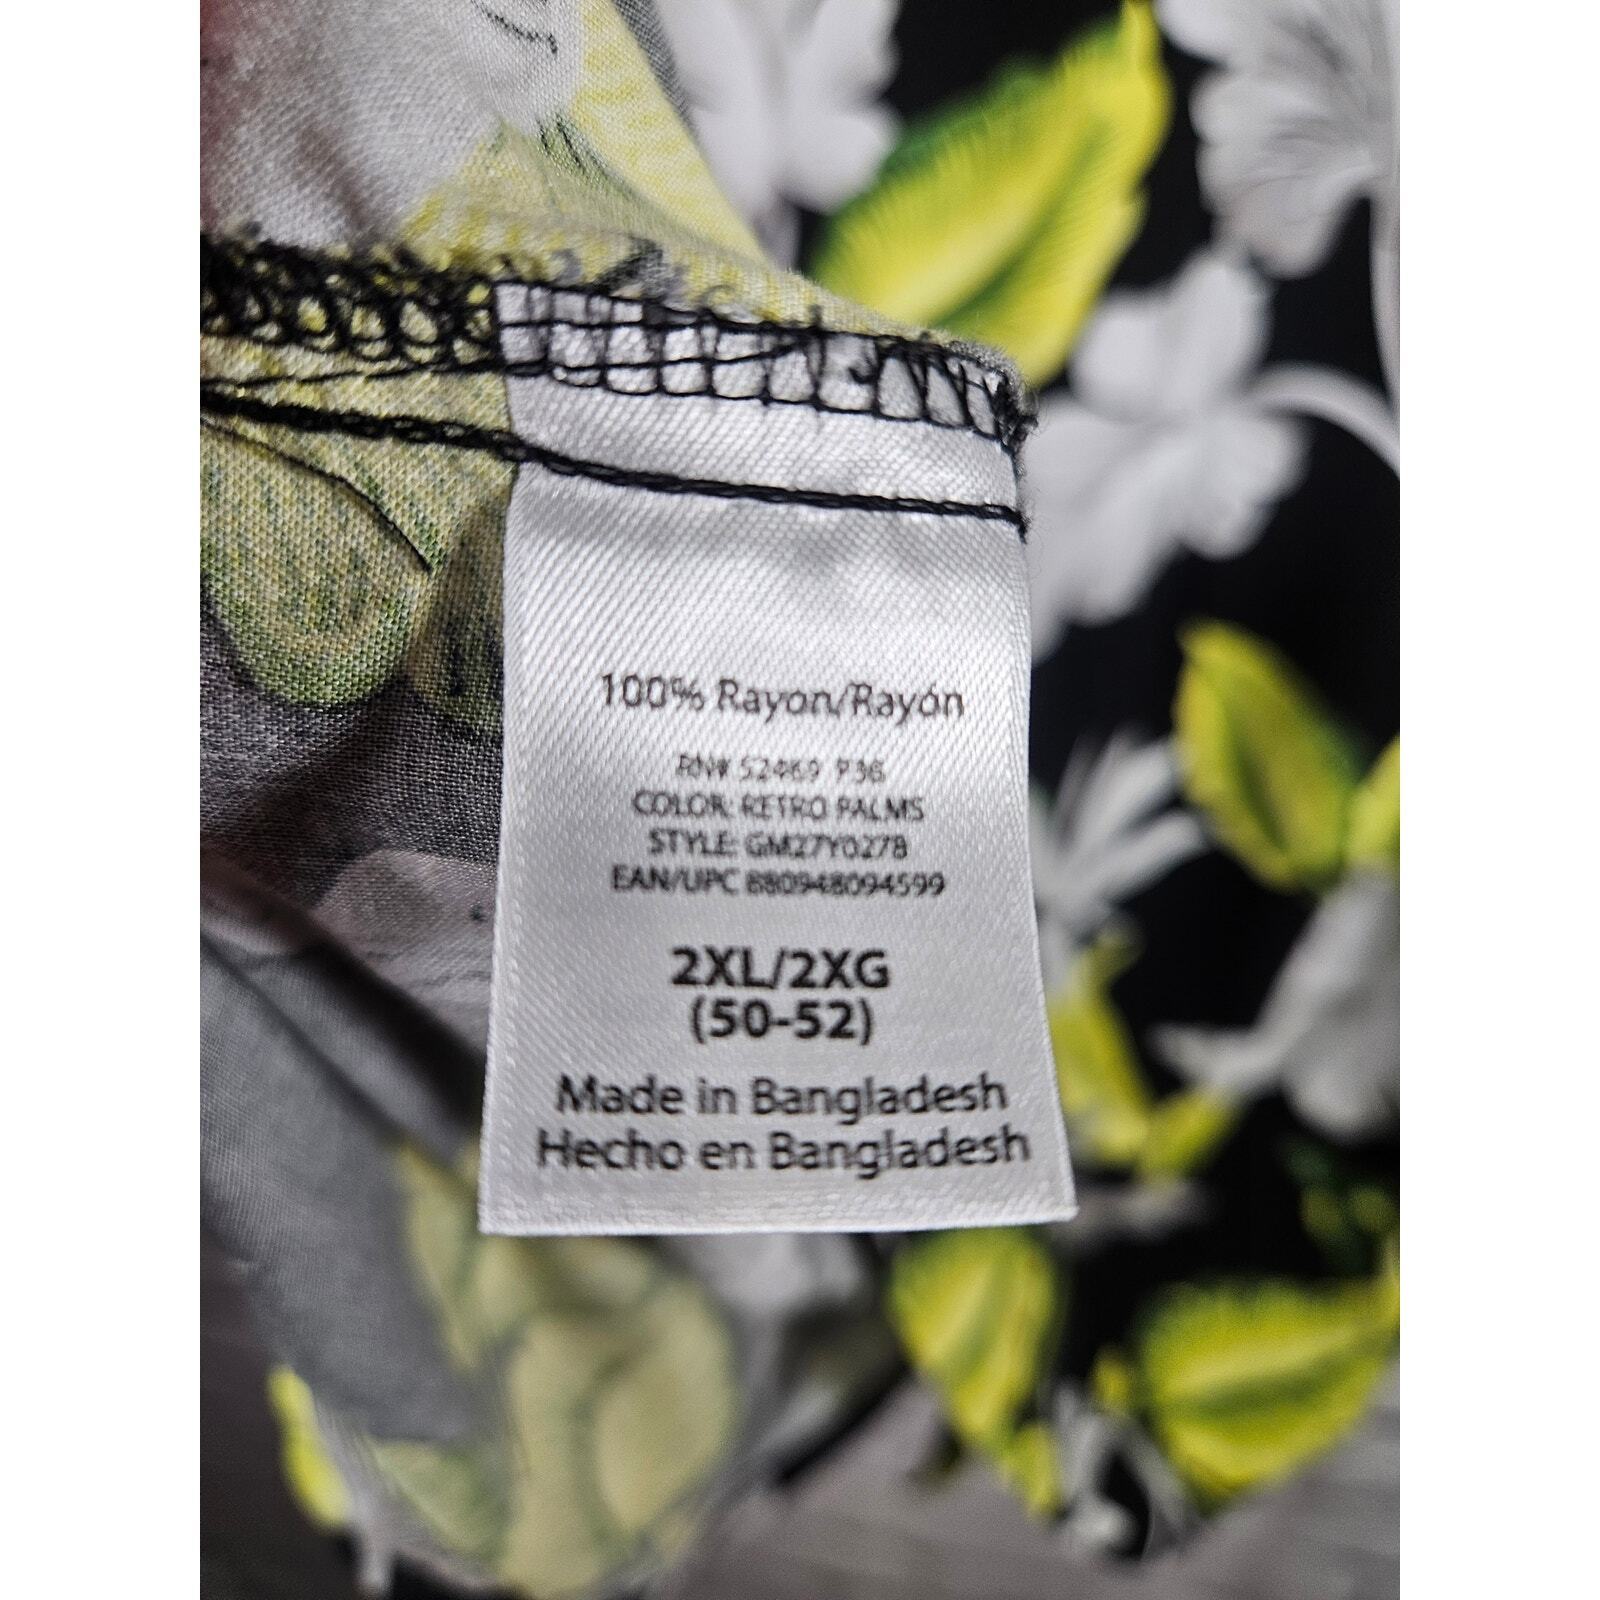 100% Rayon/Rayón
RN# 52469 P36
COLOR: RETRO PALMS
STYLE: GM27Y027B
EAN/UPC 880948094599
2XL/2XG
(50-52)
Made in Bangladesh
Hecho en Bangladesh